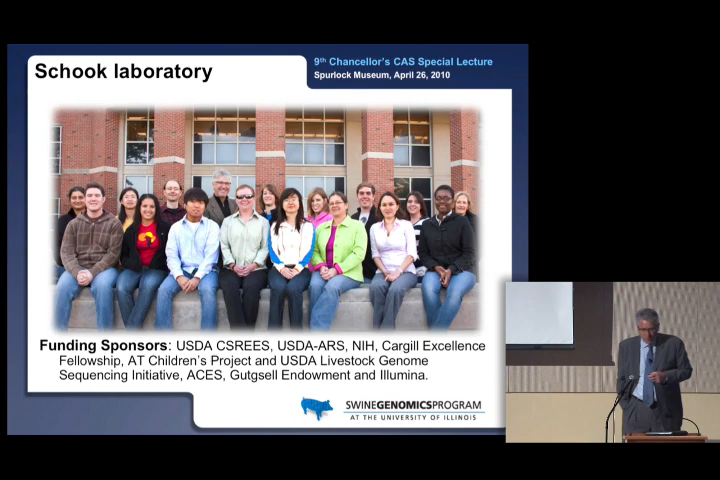 Schook laboratory
9th Chancellor's CAS Special Lecture
Spurlock Museum, April 26, 2010
Funding Sponsors: USDA CSREES, USDA-ARS, NIH, Cargill Excellence
Fellowship, AT Children's Project and USDA Livestock Genome
Sequencing Initiative, ACES, Gutgsell Endowment and Illumina.
SWINEGENOMICSPROGRAM
AT THE UNIVERSITY OF ILLINOIS